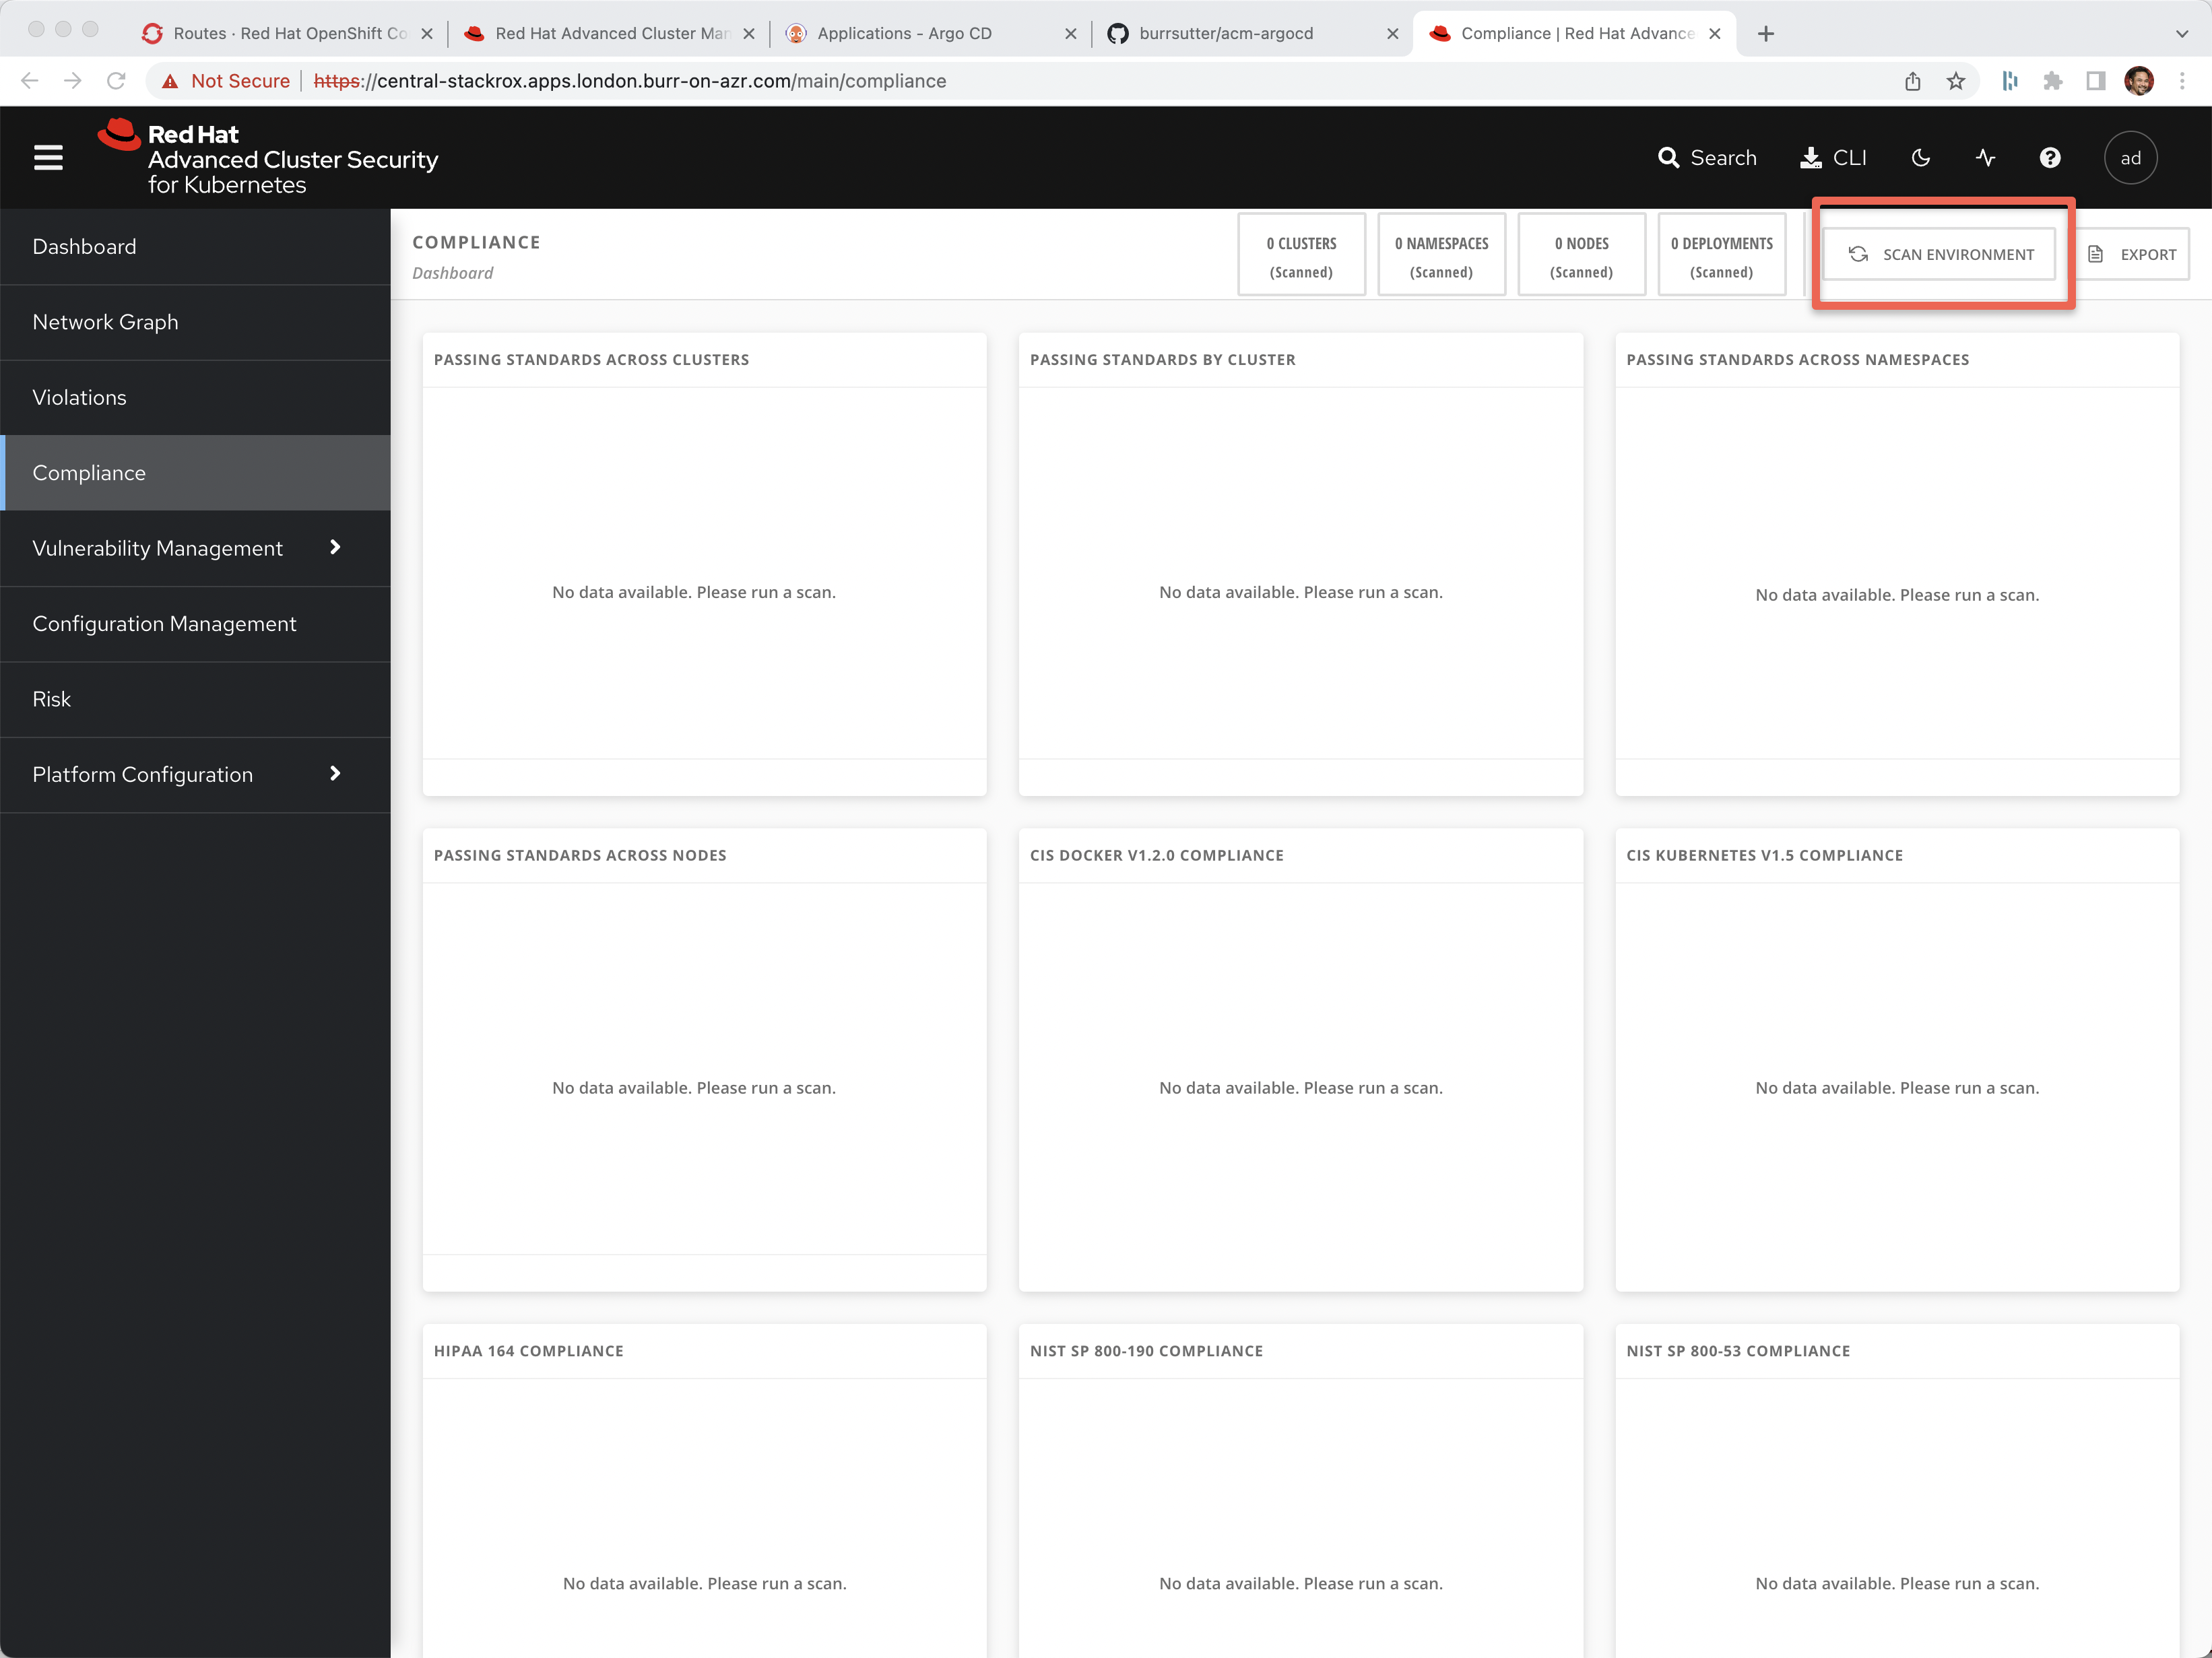 Routes · Red Hat OpenShift Co
Red Hat Advanced Cluster Man
Applications - Argo CD
burrsutter/acm-argocd
Compliance | Red Hat Advance
Not Secure
https://central-stackrox.apps.london.burr-on-azr.com/main/compliance
Red Hat
Advanced Cluster Security
for Kubernetes
Search
CLI
ad
Dashboard
Network Graph
Violations
Compliance
Vulnerability Management
Configuration Management
Risk
Platform Configuration
COMPLIANCE
Dashboard
0 CLUSTERS
(Scanned)
0 NAMESPACES
(Scanned)
0 NODES
(Scanned)
0 DEPLOYMENTS
(Scanned)
SCAN ENVIRONMENT
EXPORT
PASSING STANDARDS ACROSS CLUSTERS
No data available. Please run a scan.
PASSING STANDARDS BY CLUSTER
No data available. Please run a scan.
PASSING STANDARDS ACROSS NAMESPACES
No data available. Please run a scan.
PASSING STANDARDS ACROSS NODES
No data available. Please run a scan.
CIS DOCKER V1.2.0 COMPLIANCE
No data available. Please run a scan.
CIS KUBERNETES V1.5 COMPLIANCE
No data available. Please run a scan.
HIPAA 164 COMPLIANCE
No data available. Please run a scan.
NIST SP 800-190 COMPLIANCE
No data available. Please run a scan.
NIST SP 800-53 COMPLIANCE
No data available. Please run a scan.